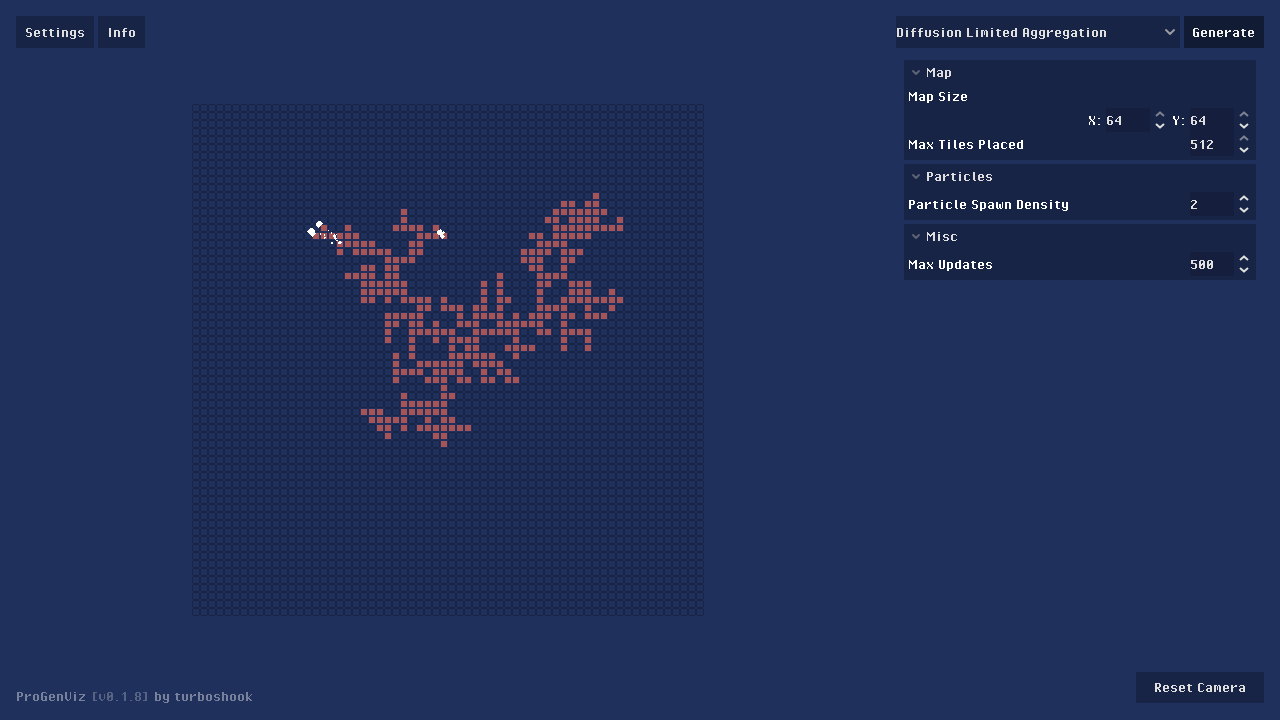 Settings Info
Diffusion Limited Aggregation Generate
Map
Map Size
X: 64 Y: 64
Max Tiles Placed 512
Particles
Particle Spawn Density 2
Misc
Max Updates 500
Reset Camera
ProGenViz [v0.1.8] by turboshook